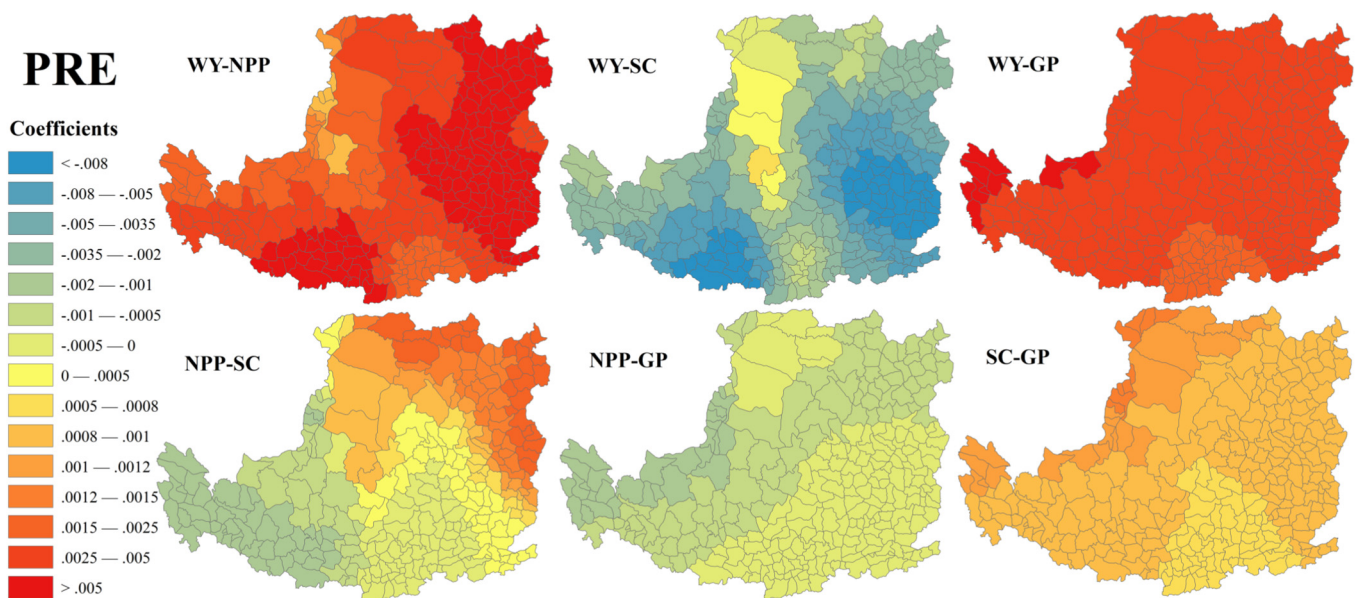 PRE
WY-NPP
WY-SC
WY-GP
Coefficients
< -.008
-.08 — -.005
-.005 — .0035
-.0035 — -.002
-.002 — -.001
-.001 — -.0005
-.0005 — 0
0 — .0005
.0005 — .0008
.0008 — .001
.001 — .0012
.0012 — .0015
.0015 — .0025
.0025 — .005
> .005
NPP-SC
NPP-GP
SC-GP